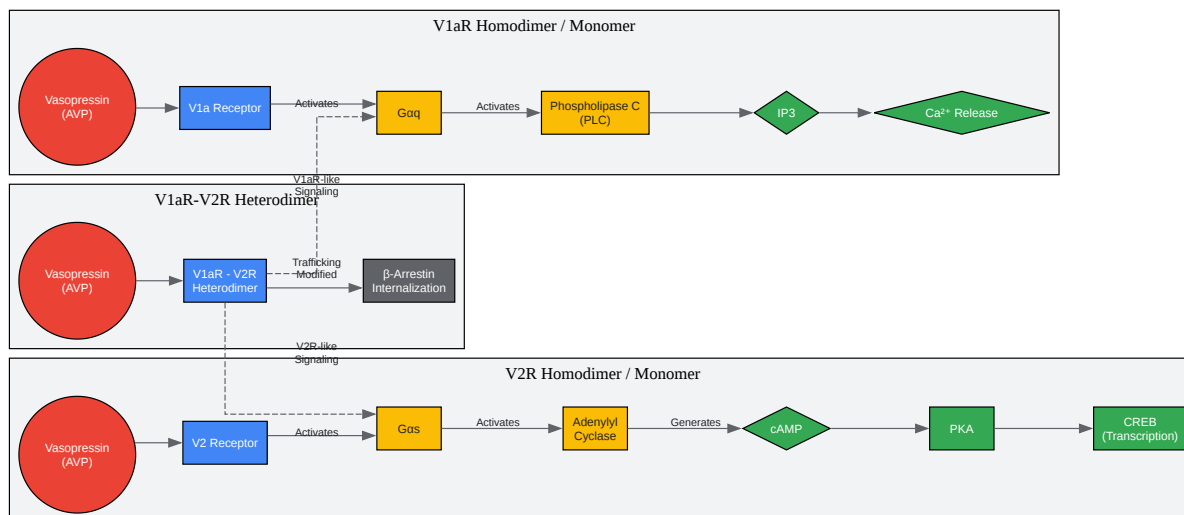 V1aR Homodimer / Monomer
Vasopressin
(AVP)
V1a Receptor
Activates
Gαq
Activates
Phospholipase C
(PLC)
IP3
Ca²⁺ Release
V1aR-like
Signaling
V1aR-V2R Heterodimer
Vasopressin
(AVP)
V1aR - V2R
Heterodimer
Trafficking
Modified
β-Arrestin
Internalization
V2R-like
Signaling
V2R Homodimer / Monomer
Vasopressin
(AVP)
V2 Receptor
Activates
Gαs
Activates
Adenylyl
Cyclase
Generates
cAMP
PKA
CREB
(Transcription)